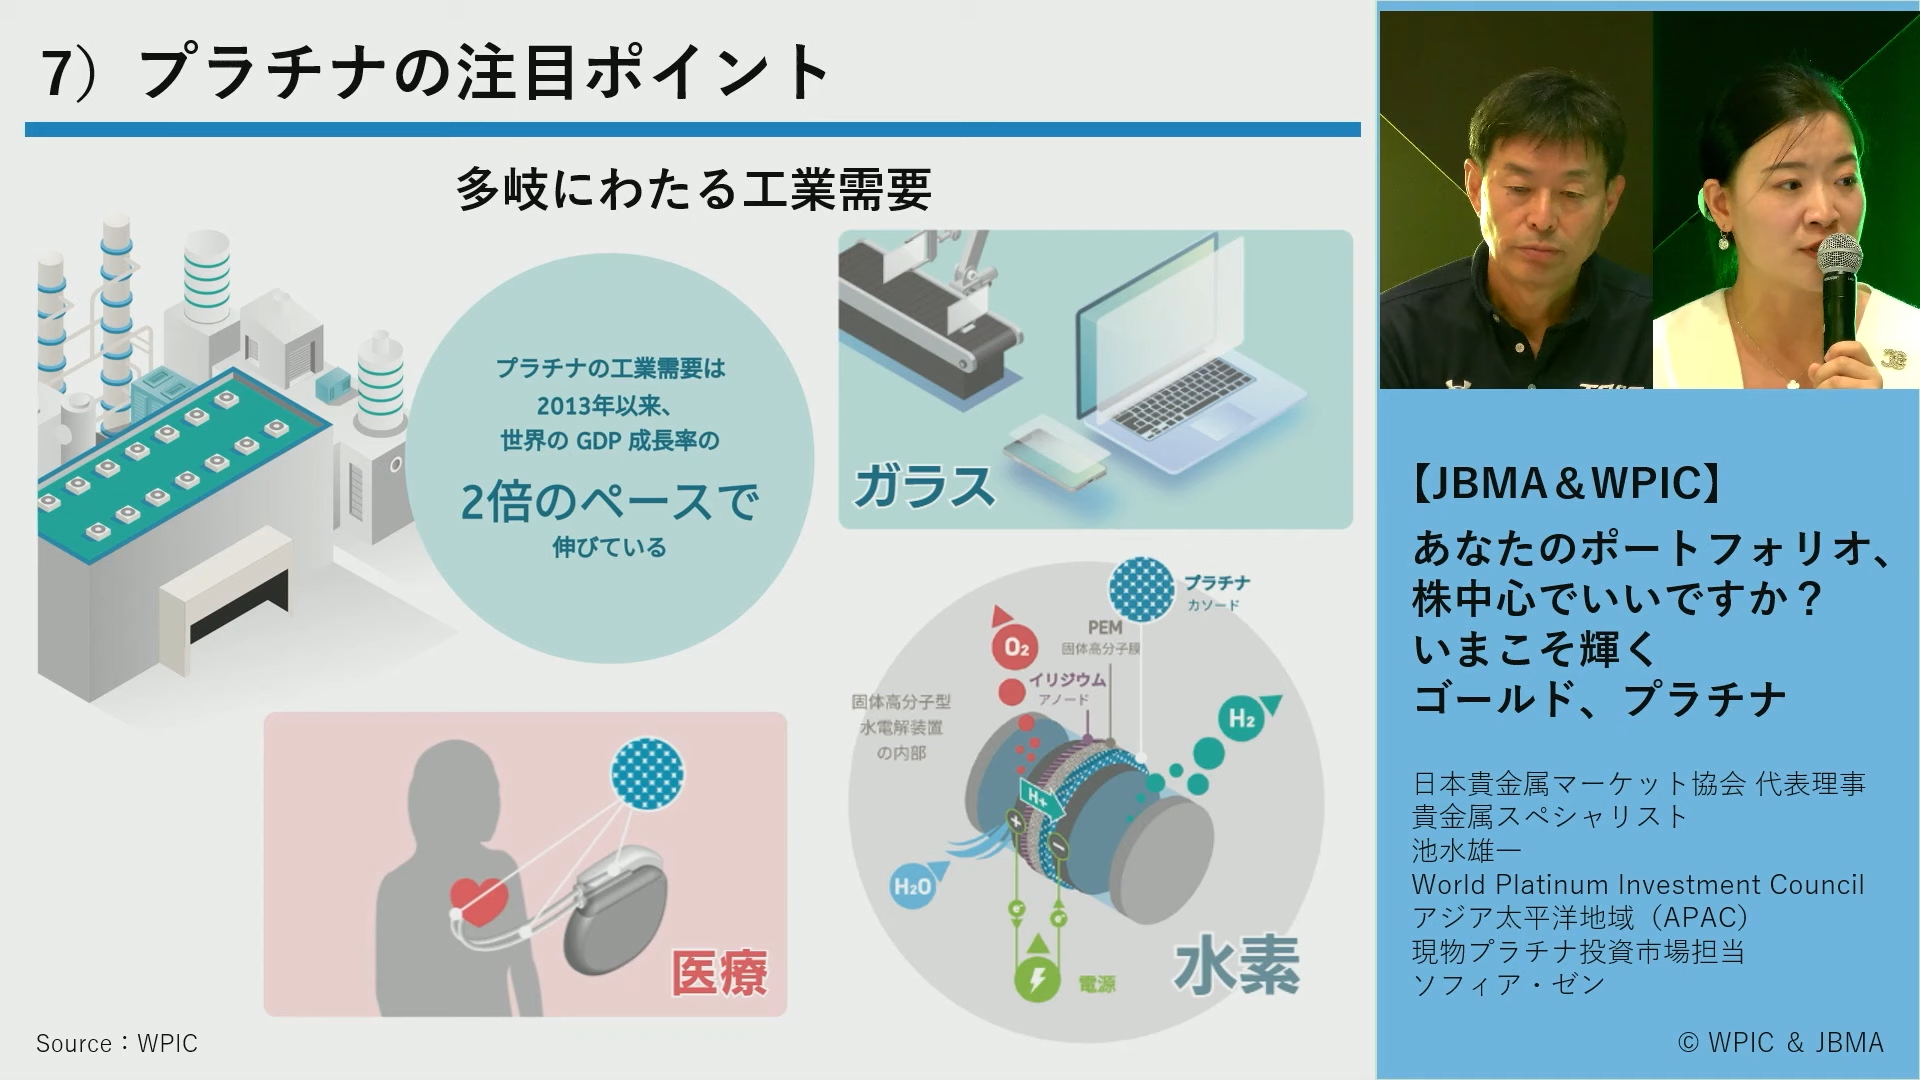 7）プラチナの注目ポイント
多岐にわたる工業需要
プラチナの工業需要は
2013年以来、
世界の GDP 成長率の
2倍のペースで
伸びている
ガラス
医療
プラチナ
カソード
PEM
固体高分子膜
イリジウム
アノード
固体高分子型
水電解装置
の内部
O₂
H₂
H+
H₂O
+
−
e⁻
e⁻
電源
水素
Source：WPIC
【JBMA＆WPIC】
あなたのポートフォリオ、
株中心でいいですか？
いまこそ輝く
ゴールド、プラチナ
日本貴金属マーケット協会 代表理事
貴金属スペシャリスト
池水雄一
World Platinum Investment Council
アジア太平洋地域（APAC）
現物プラチナ投資市場担当
ソフィア・ゼン
© WPIC ＆ JBMA